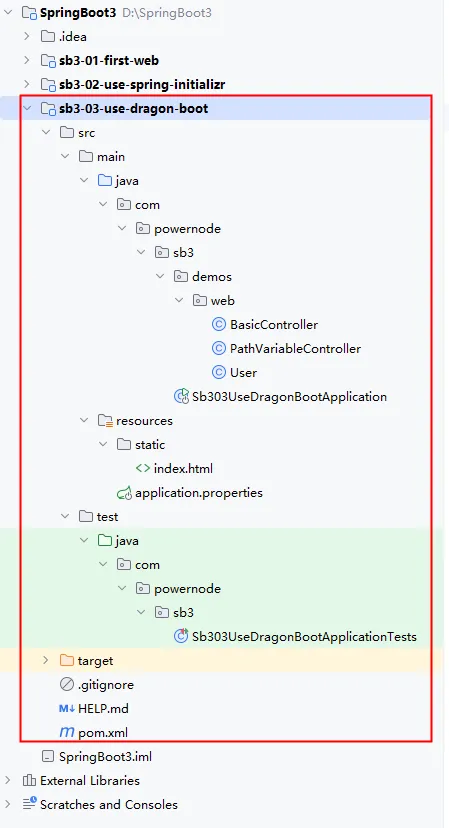 SpringBoot3 D:\SpringBoot3
.idea
sb3-01-first-web
sb3-02-use-spring-initializr
sb3-03-use-dragon-boot
src
main
java
com
powernode
sb3
demos
web
BasicController
PathVariableController
User
Sb303UseDragonBootApplication
resources
static
index.html
application.properties
test
java
com
powernode
sb3
Sb303UseDragonBootApplicationTests
target
.gitignore
HELP.md
pom.xml
SpringBoot3.iml
External Libraries
Scratches and Consoles